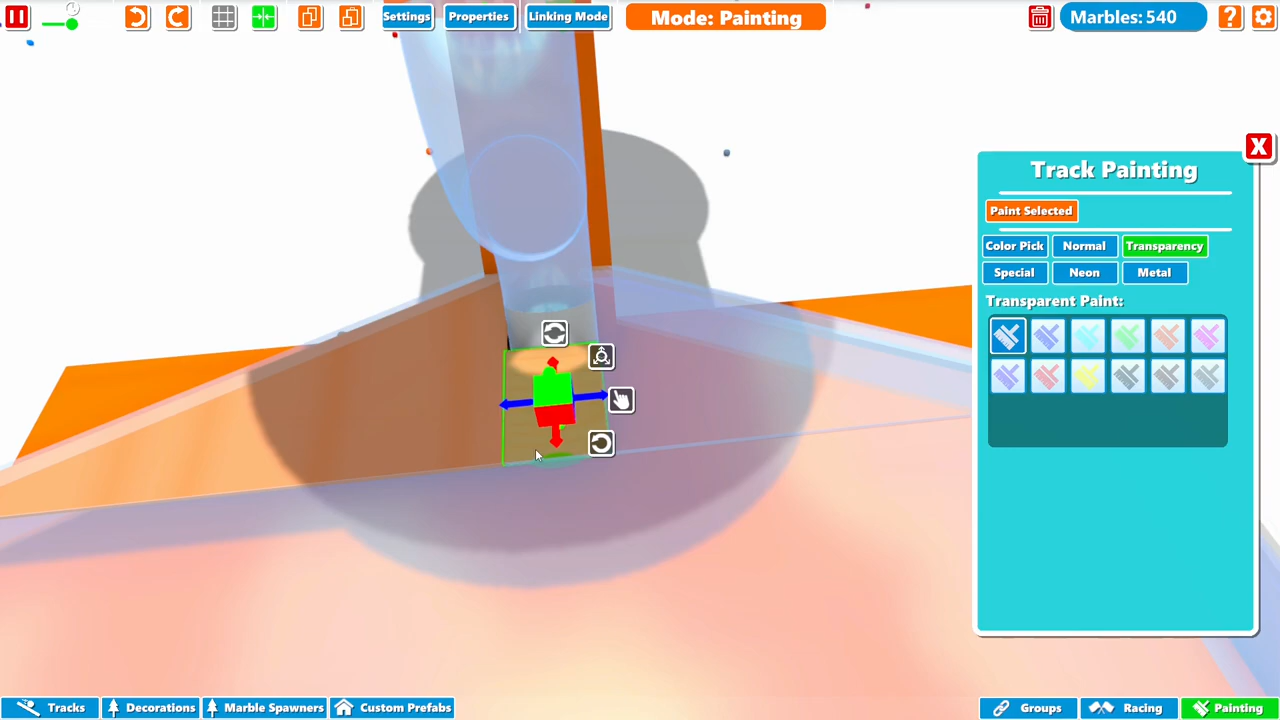 Settings
Properties
Linking Mode
Mode: Painting
Marbles: 540
?
X
Track Painting
Paint Selected
Color Pick
Normal
Transparency
Special
Neon
Metal
Transparent Paint:
Tracks
Decorations
Marble Spawners
Custom Prefabs
Groups
Racing
Painting